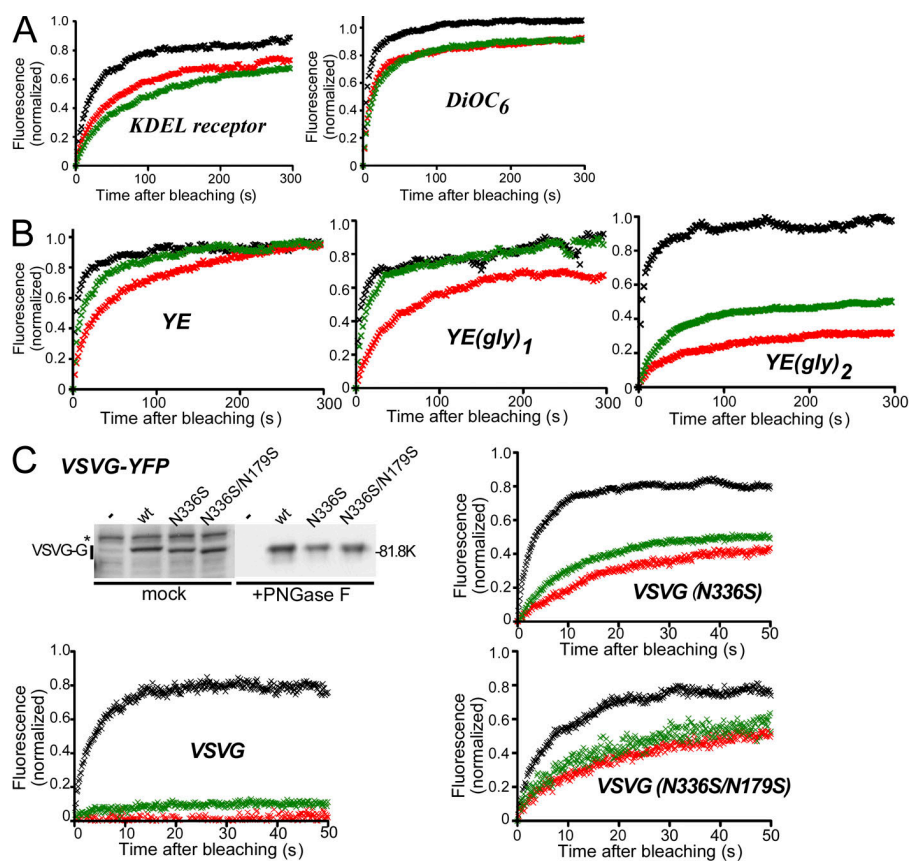 A
Fluorescence
(normalized)
1.0
0.8
0.6
0.4
0.2
0
KDEL receptor
0
100
200
300
Time after bleaching (s)
Fluorescence
(normalized)
1.0
0.8
0.6
0.4
0.2
0
DiOC6
0
100
200
300
Time after bleaching (s)
B
Fluorescence
(normalized)
1.0
0.8
0.6
0.4
0.2
0
YE
0
100
200
300
Time after bleaching (s)
1.0
0.8
0.6
0.4
0.2
0
YE(gly)1
0
100
200
300
Time after bleaching (s)
1.0
0.8
0.6
0.4
0.2
0
YE(gly)2
0
100
200
300
Time after bleaching (s)
C
VSVG-YFP
- wt N336S N336S/N179S
- wt N336S N336S/N179S
*
VSVG-G
-81.8K
mock
+PNGase F
Fluorescence
(normalized)
1.0
0.8
0.6
0.4
0.2
0
VSVG (N336S)
0
10
20
30
40
50
Time after bleaching (s)
Fluorescence
(normalized)
1.0
0.8
0.6
0.4
0.2
0
VSVG
0
10
20
30
40
50
Time after bleaching (s)
Fluorescence
(normalized)
1.0
0.8
0.6
0.4
0.2
0
VSVG (N336S/N179S)
0
10
20
30
40
50
Time after bleaching (s)